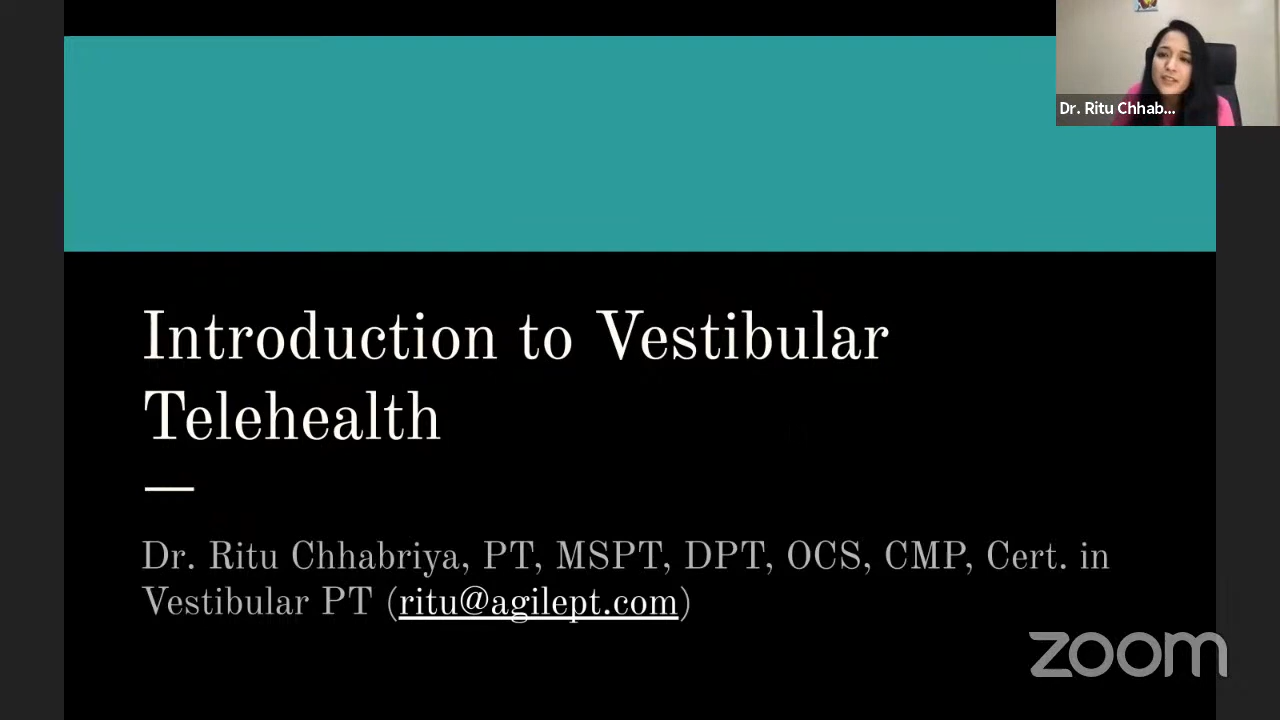 Dr. Ritu Chhab...
Introduction to Vestibular
Telehealth
Dr. Ritu Chhabriya, PT, MSPT, DPT, OCS, CMP, Cert. in
Vestibular PT (ritu@agilept.com)
zoom